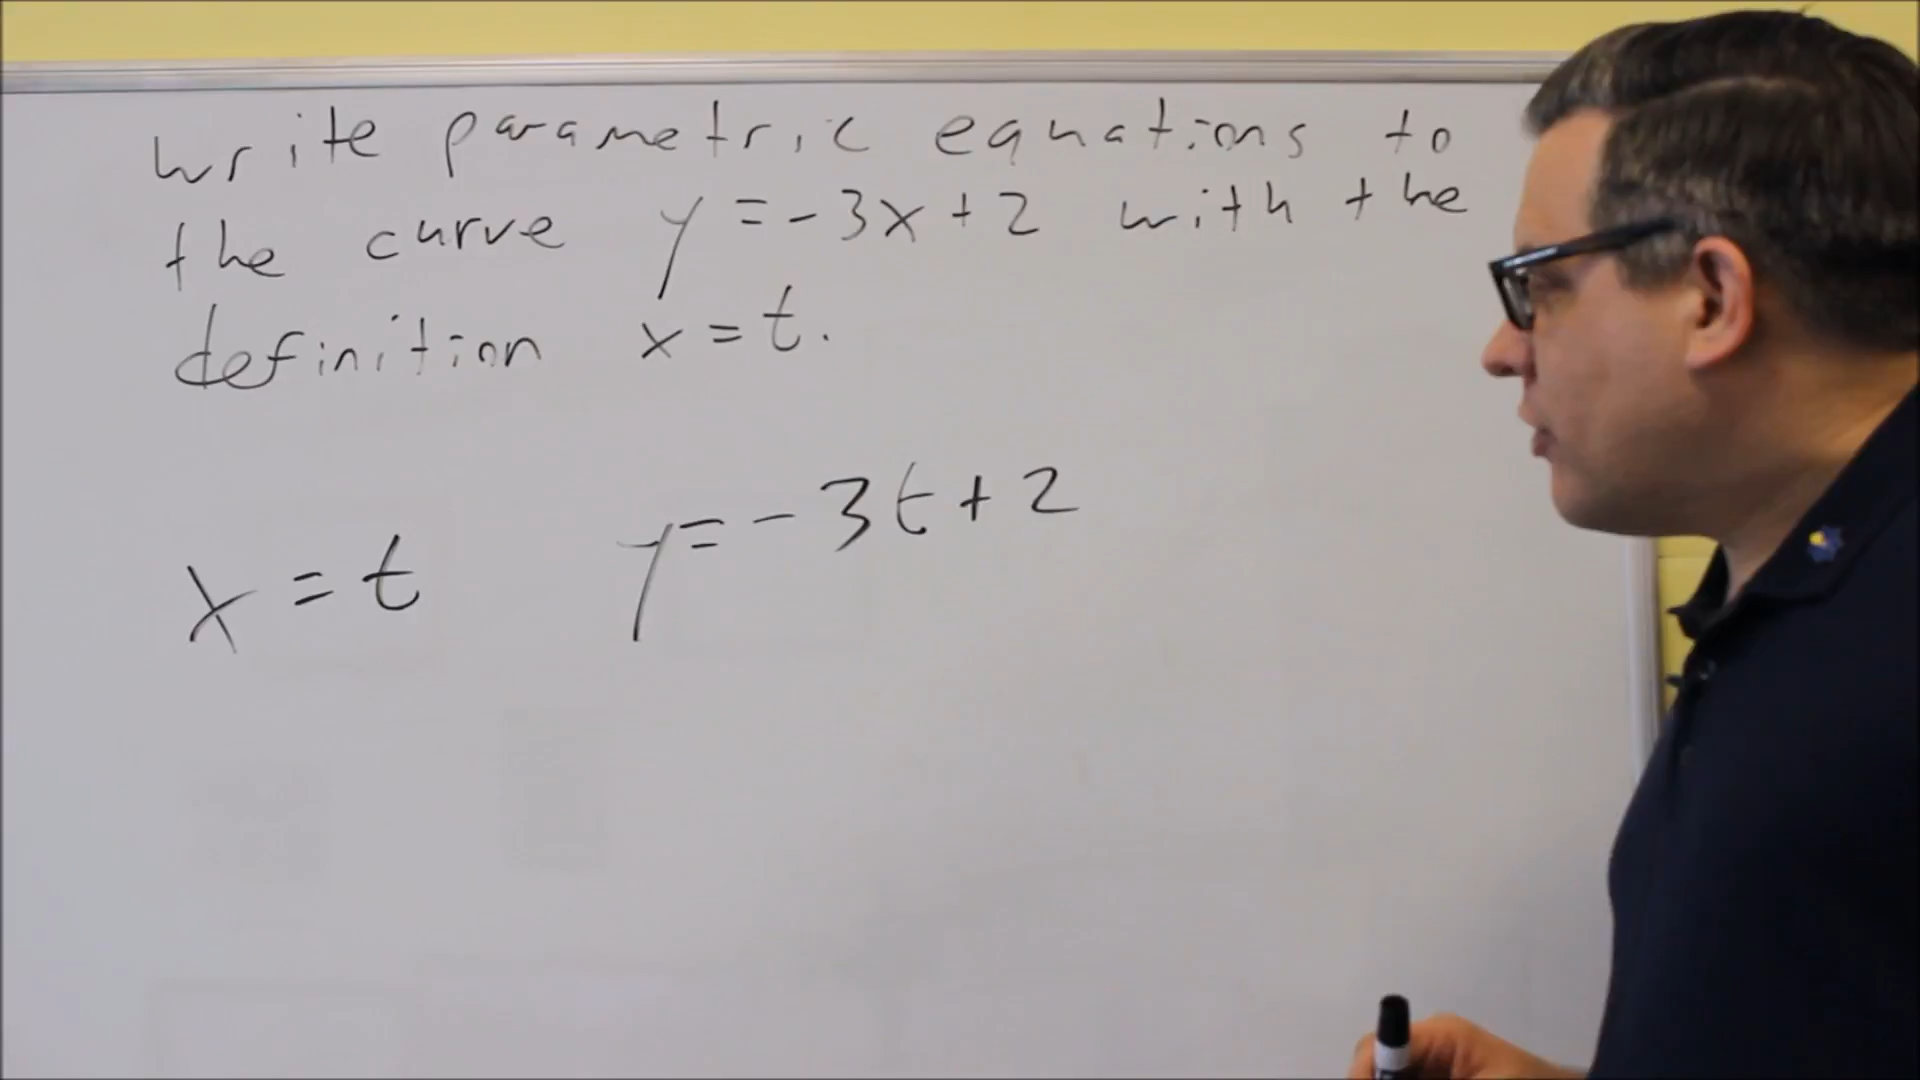 write parametric equations to
the curve y = -3x + 2 with the
definition x = t.
x = t y = -3t + 2